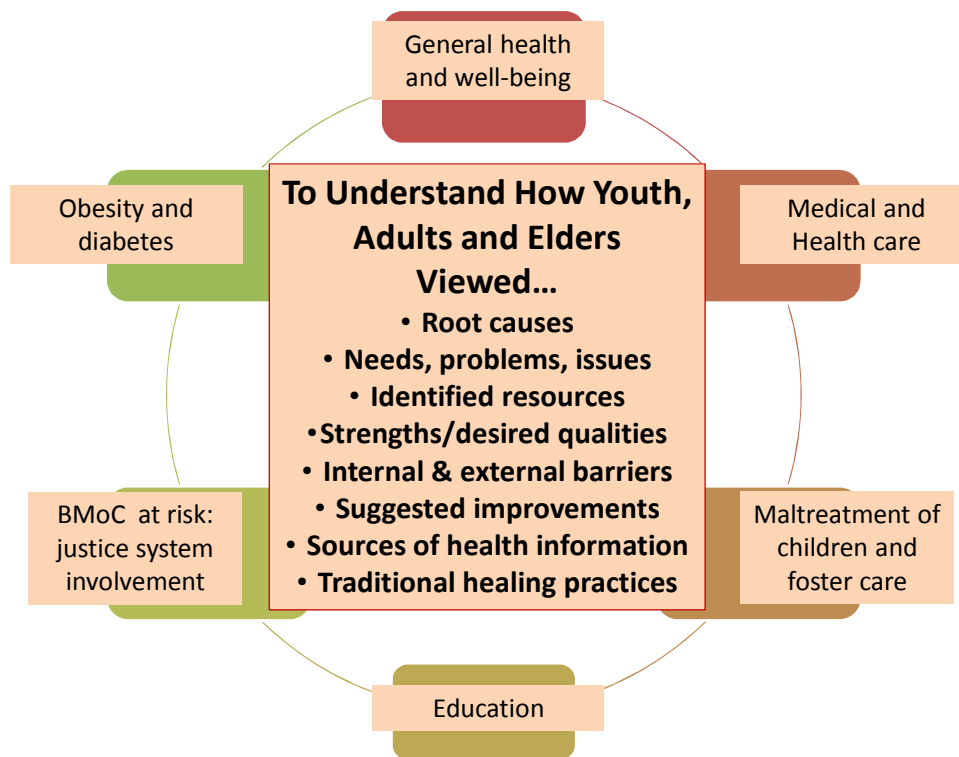 General health
and well-being
Obesity and
diabetes
To Understand How Youth,
Adults and Elders
Viewed…
• Root causes
• Needs, problems, issues
• Identified resources
•Strengths/desired qualities
• Internal & external barriers
• Suggested improvements
• Sources of health information
• Traditional healing practices
Medical and
Health care
BMoC at risk:
justice system
involvement
Maltreatment of
children and
foster care
Education